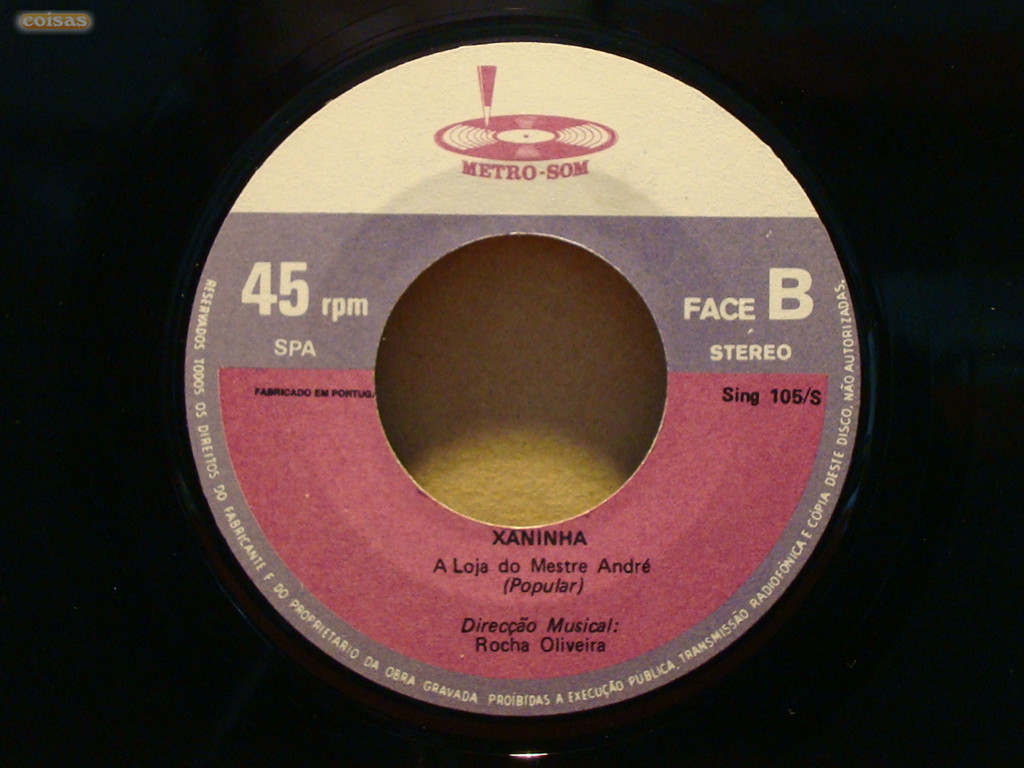 coisas
METRO-SOM
45 rpm
FACE B
SPA
STEREO
FABRICADO EM PORTUG
Sing 105/S
XANINHA
A Loja do Mestre André
(Popular)
Direcção Musical:
Rocha Oliveira
RESERVADOS TODOS OS DIREITOS DO FABRICANTE E DO PROPRIETARIO DA OBRA GRAVADA PROIBIDAS A EXECUÇÃO PÚBLICA, TRANSMISSÃO RADIOFÓNICA E CÓPIA DESTE DISCO, NÃO AUTORIZADAS.